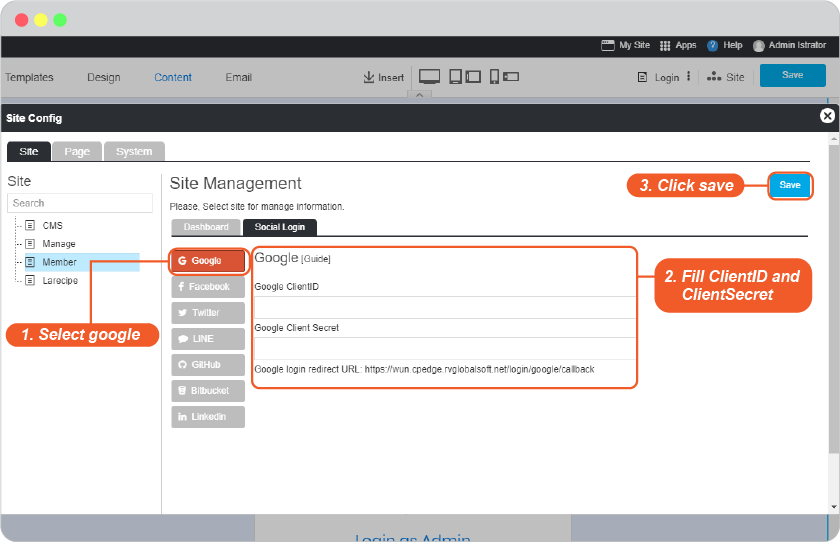 My Site Apps ? Help Admin Istrator
Templates Design Content Email Insert Login Site Save
Site Config
Site Page System
Site
Search
CMS
Manage
Member
Larecipe
Site Management
3. Click save
Save
Please, Select site for manage information.
Dashboard Social Login
G Google
Facebook
Twitter
LINE
GitHub
Bitbucket
in Linkedin
1. Select google
Google [Guide]
Google ClientID
Google Client Secret
Google login redirect URL: https://wun.cpedge.rvglobalsoft.net/login/google/callback
2. Fill ClientID and
ClientSecret
Login as Admin